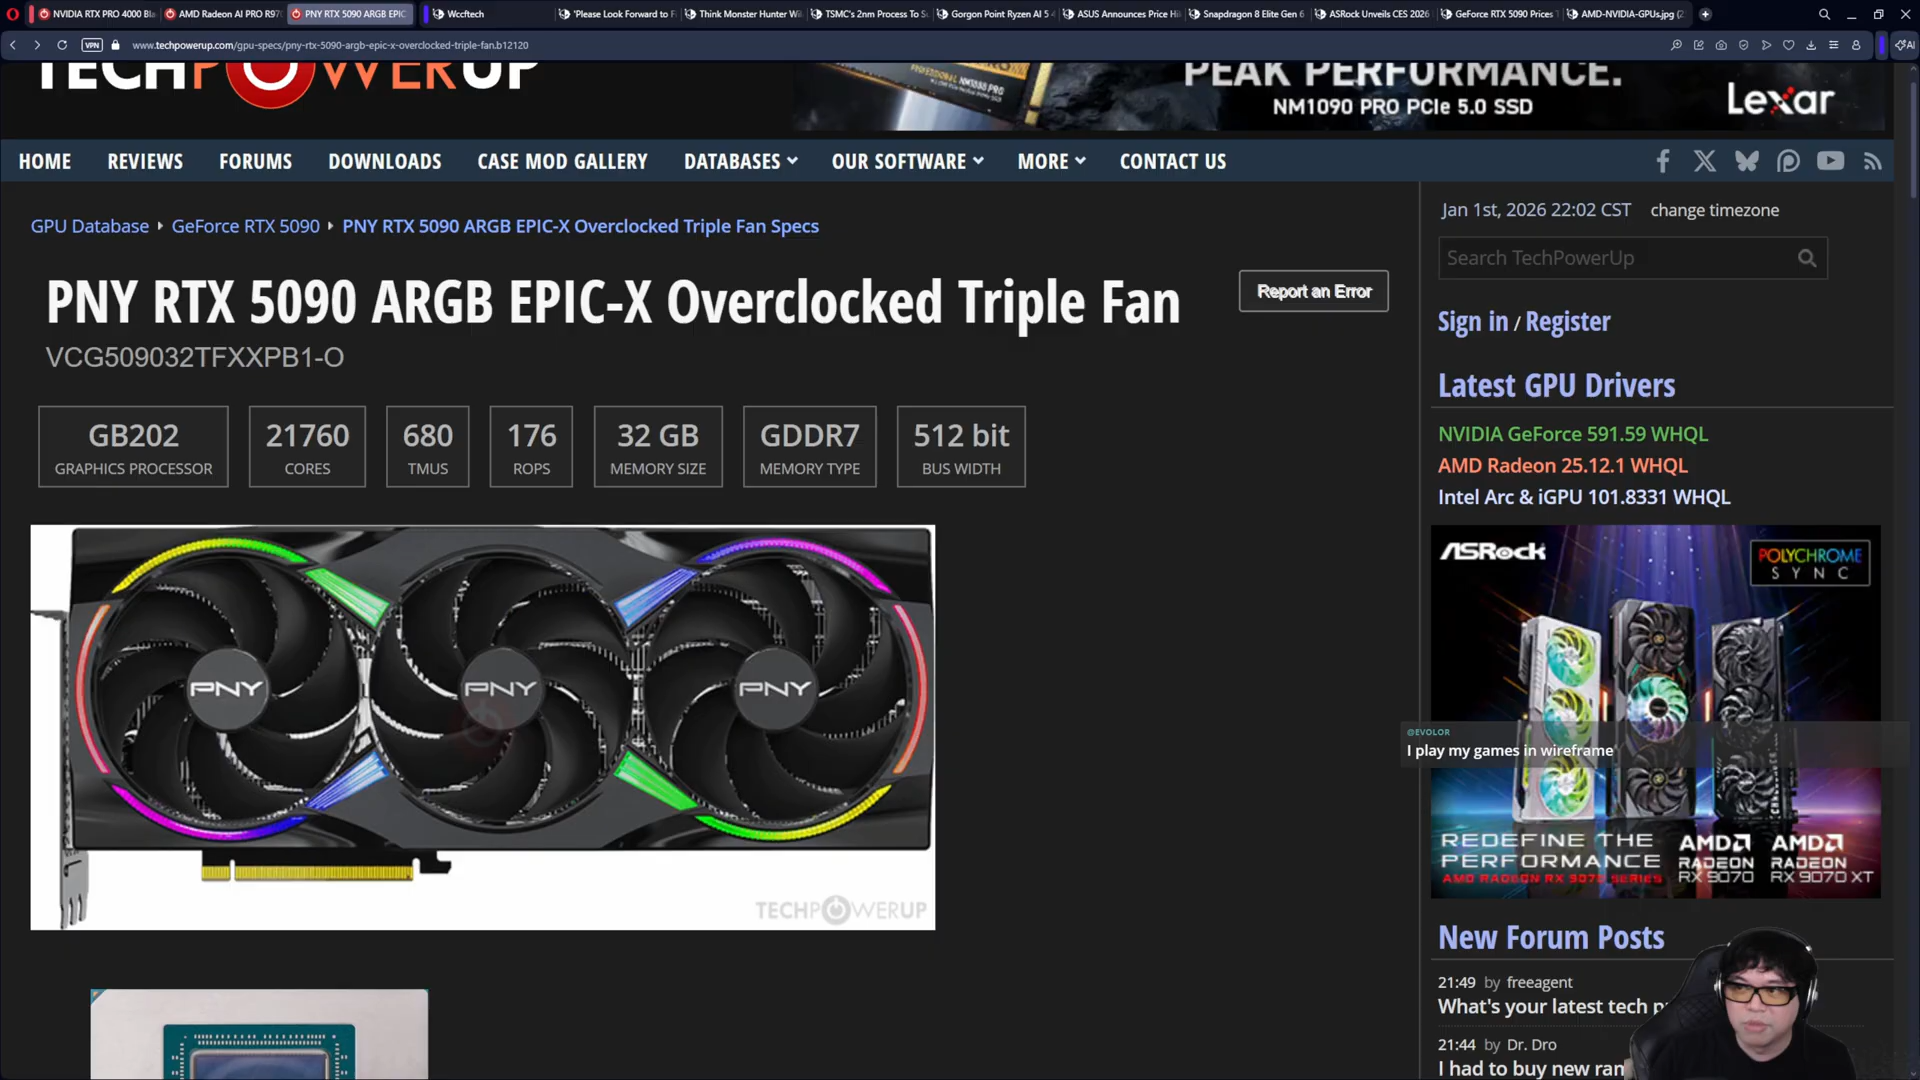 NVIDIA RTX PRO 4000 Bla
AMD Radeon AI PRO R97
PNY RTX 5090 ARGB EPIC
Wccftech
'Please Look Forward to F
Think Monster Hunter Wi
TSMC's 2nm Process To S
Gorgon Point Ryzen AI 5 4
ASUS Announces Price Hi
Snapdragon 8 Elite Gen 6
ASRock Unveils CES 2026
GeForce RTX 5090 Prices
AMD-NVIDIA-GPUs.jpg (2
VPN
www.techpowerup.com/gpu-specs/pny-rtx-5090-argb-epic-x-overclocked-triple-fan.b12120
AI
TECHPOWERUP
PEAK PERFORMANCE.
NM1090 PRO PCIe 5.0 SSD
Lexar
HOME
REVIEWS
FORUMS
DOWNLOADS
CASE MOD GALLERY
DATABASES
OUR SOFTWARE
MORE
CONTACT US
GPU Database
GeForce RTX 5090
PNY RTX 5090 ARGB EPIC-X Overclocked Triple Fan Specs
PNY RTX 5090 ARGB EPIC-X Overclocked Triple Fan
VCG509032TFXXPB1-O
Report an Error
GB202
GRAPHICS PROCESSOR
21760
CORES
680
TMUS
176
ROPS
32 GB
MEMORY SIZE
GDDR7
MEMORY TYPE
512 bit
BUS WIDTH
PNY
PNY
PNY
TECHPOWERUP
Jan 1st, 2026 22:02 CST
change timezone
Search TechPowerUp
Sign in / Register
Latest GPU Drivers
NVIDIA GeForce 591.59 WHQL
AMD Radeon 25.12.1 WHQL
Intel Arc & iGPU 101.8331 WHQL
ASRock
POLYCHROME
SYNC
@EVOLOR
I play my games in wireframe
REDEFINE THE
PERFORMANCE
AMD RADEON RX 9070 SERIES
AMD
RADEON
RX 9070
AMD
RADEON
RX 9070 XT
New Forum Posts
21:49 by freeagent
What's your latest tech p
21:44 by Dr. Dro
I had to buy new ran